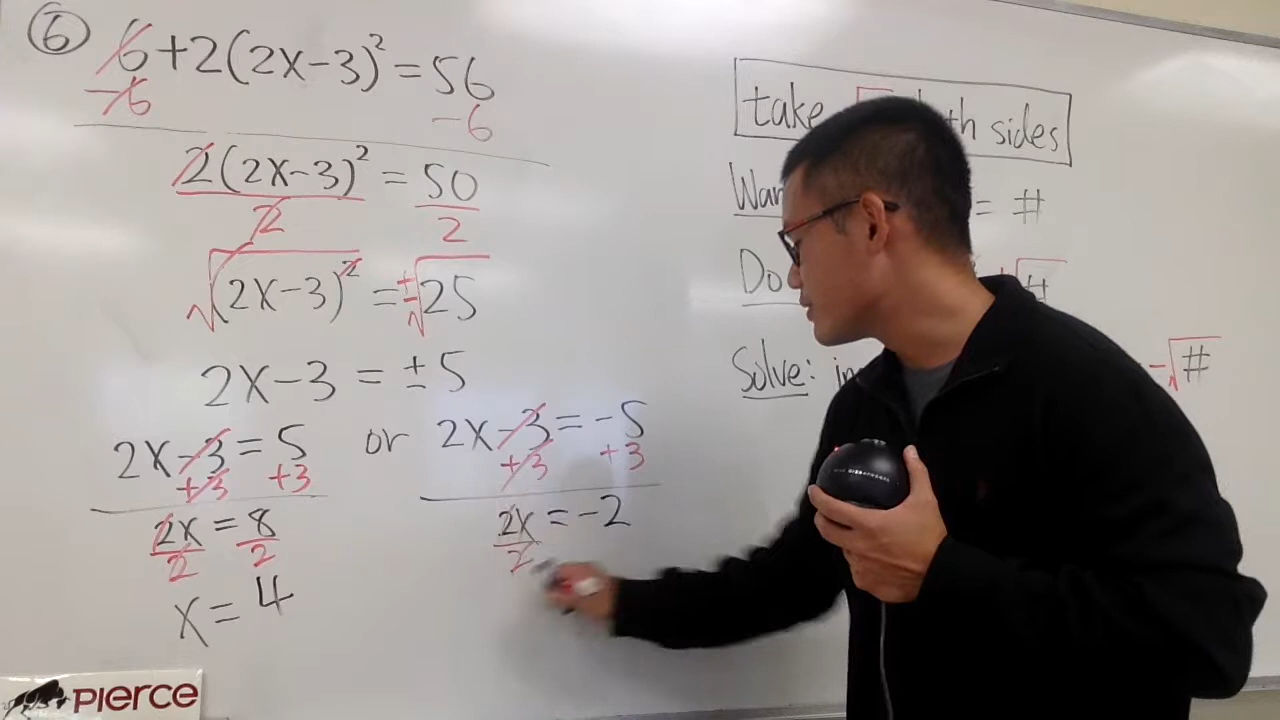 ⑥ 6+2(2x-3)²=56
-6 -6
2(2x-3)² = 50
2 2
√(2x-3)² = ±√25
2x-3 = ±5
2x-3 = 5 or 2x-3 = -5
+3 +3 +3 +3
2x = 8 2x = -2
2 2 2
x = 4
take √ both sides
= #
± √#
Solve:
-√#
PIERCE